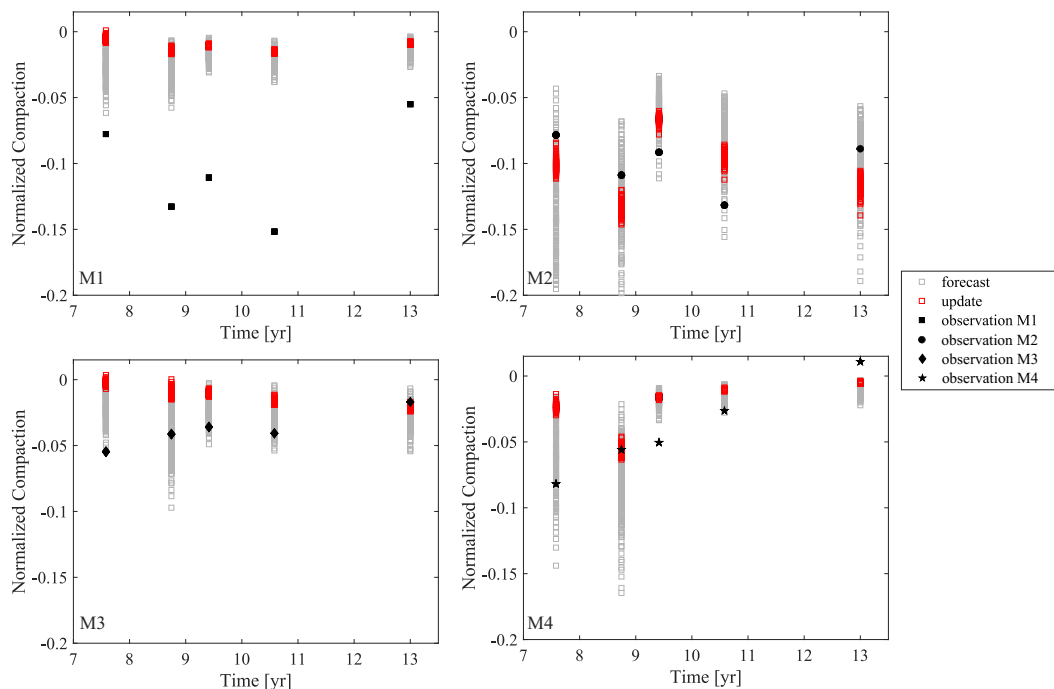 0
-0.05
-0.1
-0.15
-0.2
Normalized Compaction
M1
7 8 9 10 11 12 13
Time [yr]
0
-0.05
-0.1
-0.15
-0.2
Normalized Compaction
M2
7 8 9 10 11 12 13
Time [yr]
forecast
update
observation M1
observation M2
observation M3
observation M4
0
-0.05
-0.1
-0.15
-0.2
Normalized Compaction
M3
7 8 9 10 11 12 13
Time [yr]
0
-0.05
-0.1
-0.15
-0.2
Normalized Compaction
M4
7 8 9 10 11 12 13
Time [yr]